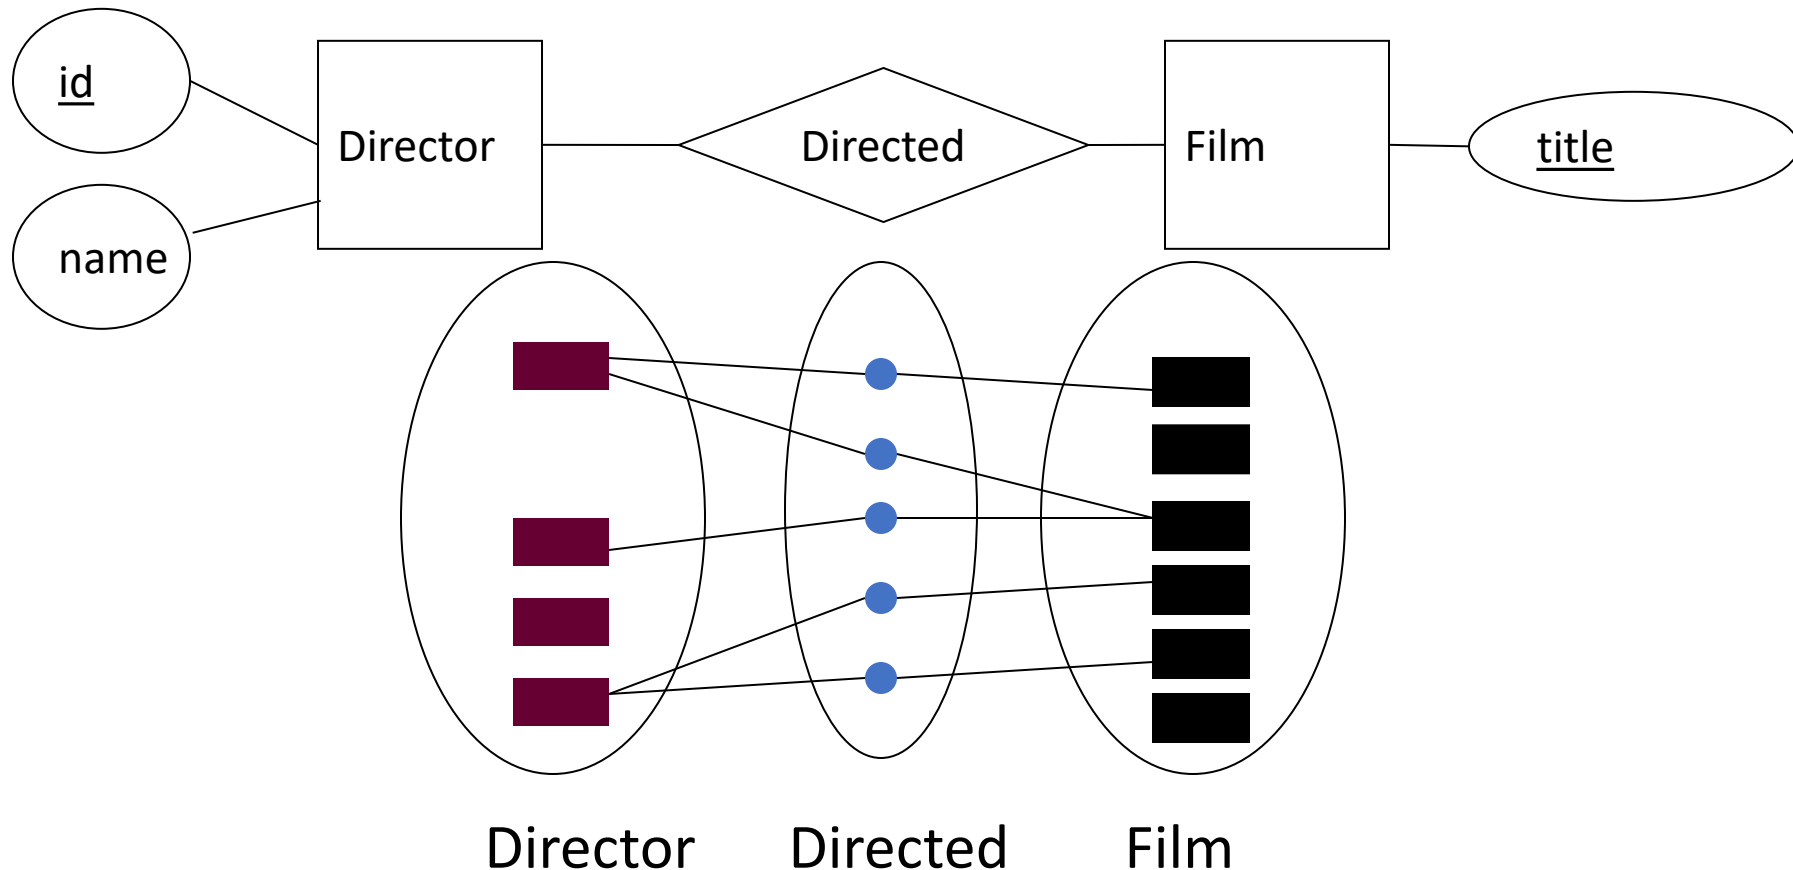 id
name
Director
Directed
Film
title
Director
Directed
Film